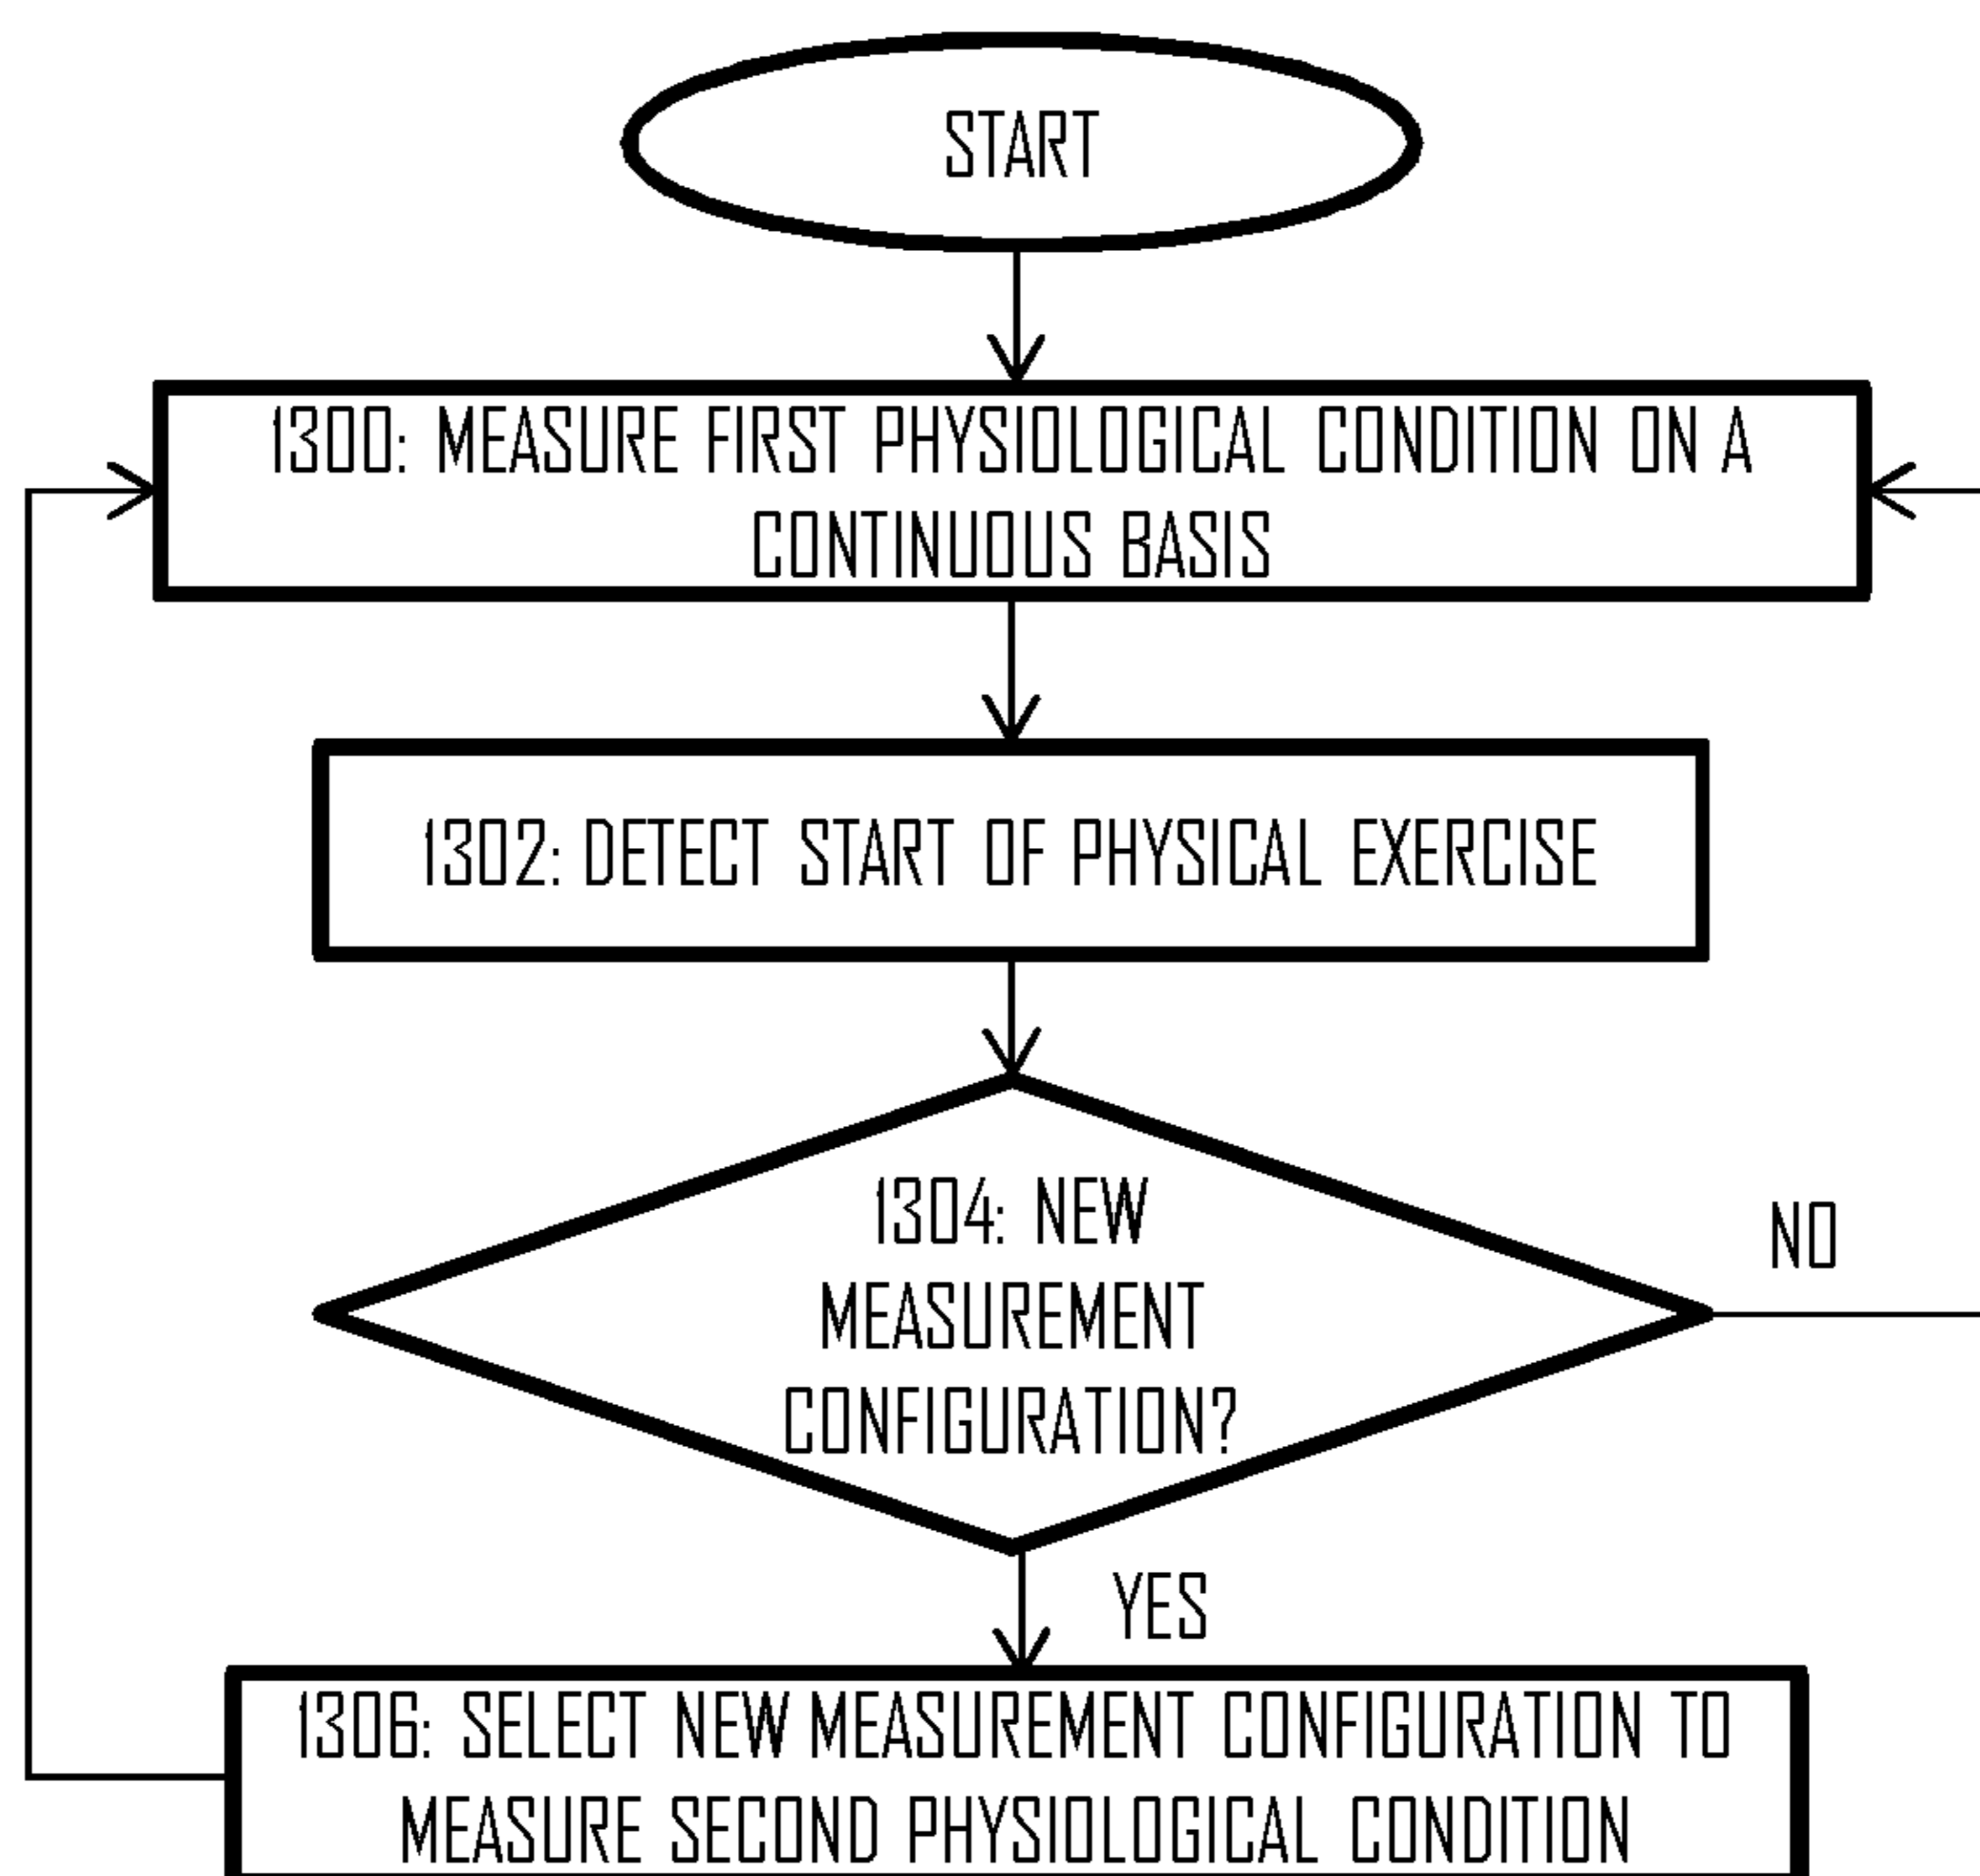 START
1300: MEASURE FIRST PHYSIOLOGICAL CONDITION ON A
CONTINUOUS BASIS
1302: DETECT START OF PHYSICAL EXERCISE
1304: NEW
MEASUREMENT
CONFIGURATION?
NO
YES
1306: SELECT NEW MEASUREMENT CONFIGURATION TO
MEASURE SECOND PHYSIOLOGICAL CONDITION